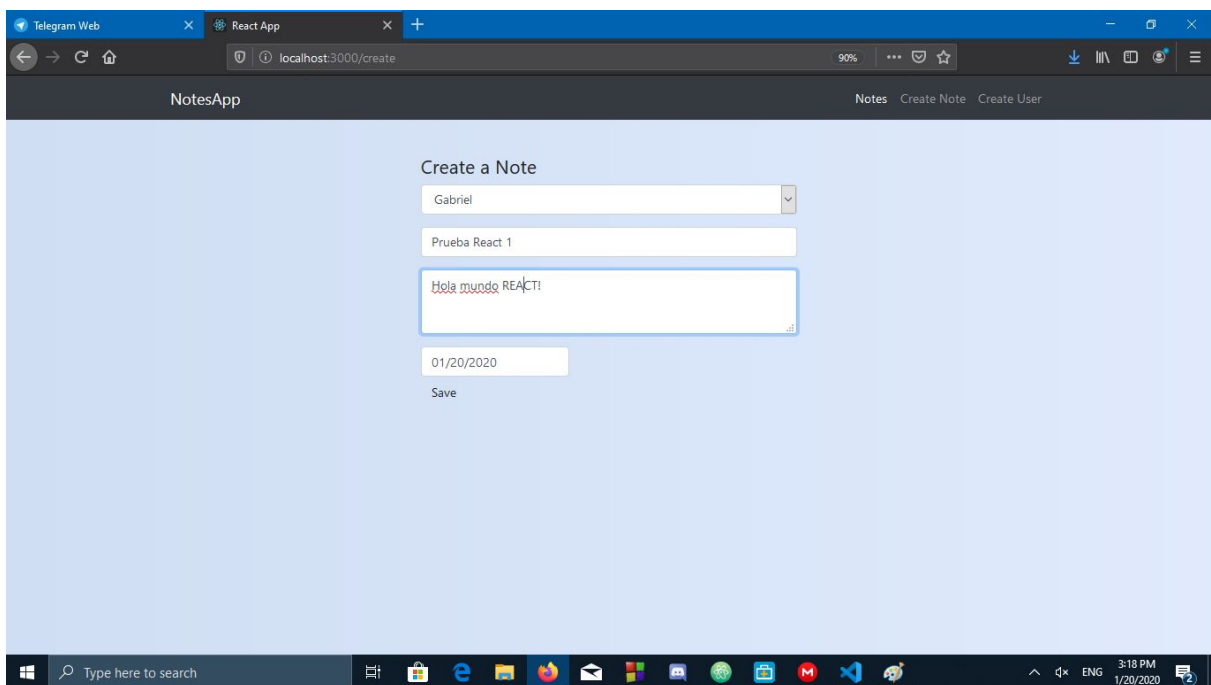 Telegram Web
React App
localhost:3000/create
90%
NotesApp
Notes Create Note Create User
Create a Note
Gabriel
Prueba React 1
Hola mundo REACT!
01/20/2020
Save
Type here to search
ENG
3:18 PM
1/20/2020
2